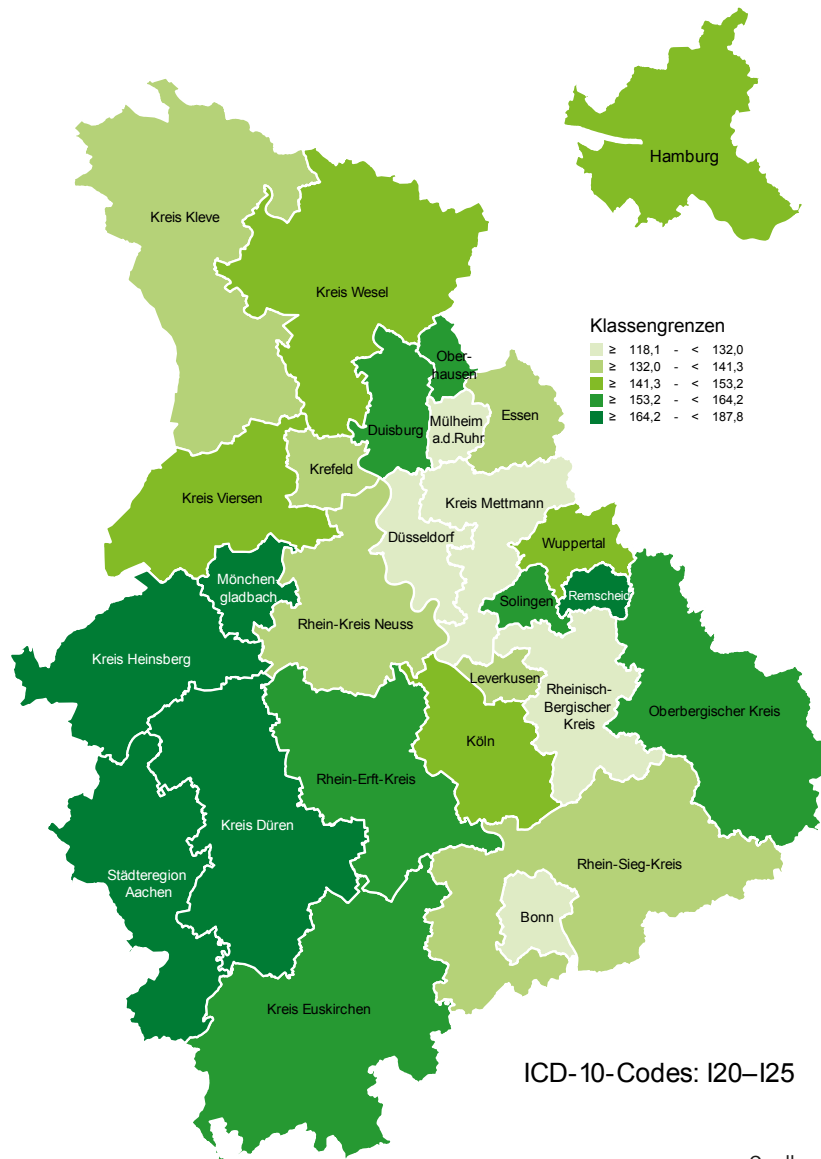 Hamburg
Kreis Kleve
Kreis Wesel
Klassengrenzen
≥ 118,1 - < 132,0
≥ 132,0 - < 141,3
≥ 141,3 - < 153,2
≥ 153,2 - < 164,2
≥ 164,2 - < 187,8
Ober-
hausen
Duisburg
Mülheim
a.d.Ruhr
Essen
Krefeld
Kreis Viersen
Kreis Mettmann
Düsseldorf
Wuppertal
Mönchen
gladbach
Solingen
Remscheid
Rhein-Kreis Neuss
Kreis Heinsberg
Leverkusen
Rheinisch-
Bergischer
Kreis
Oberbergischer Kreis
Köln
Rhein-Erft-Kreis
Kreis Düren
Städteregion
Aachen
Rhein-Sieg-Kreis
Bonn
Kreis Euskirchen
ICD-10-Codes: I20–I25